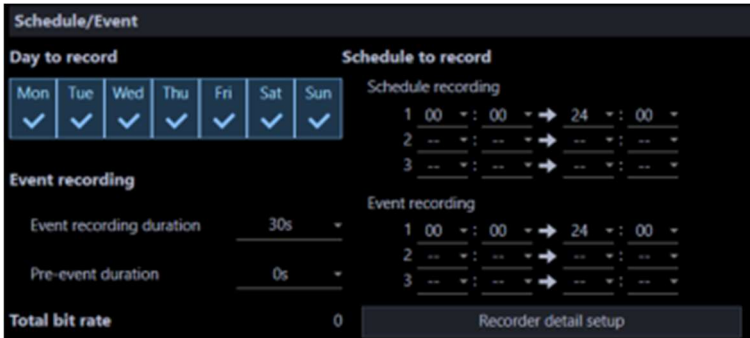 Schedule/Event
Day to record
Mon Tue Wed Thu Fri Sat Sun
Event recording
Event recording duration 30s
Pre-event duration 0s
Total bit rate 0
Schedule to record
Schedule recording
1 00 : 00 → 24 : 00
2 -- : -- → -- : --
3 -- : -- → -- : --
Event recording
1 00 : 00 → 24 : 00
2 -- : -- → -- : --
3 -- : -- → -- : --
Recorder detail setup